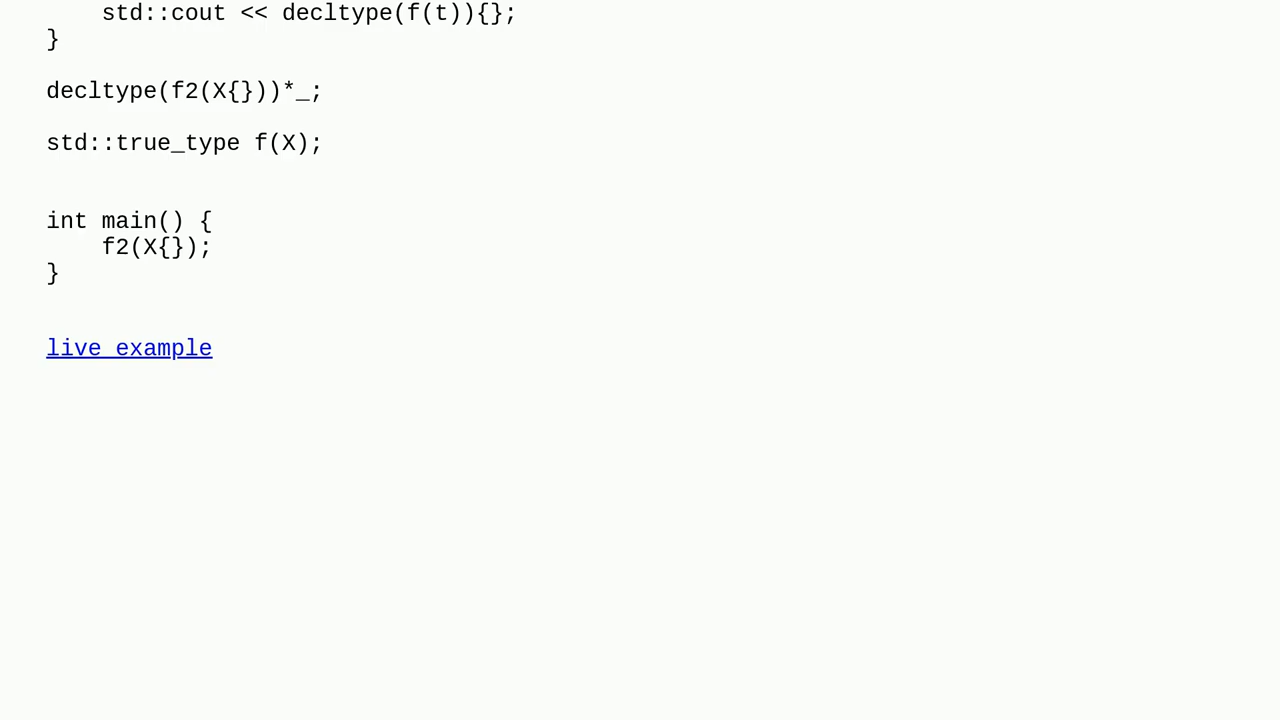 std::cout << decltype(f(t)){};
}
decltype(f2(X{}))*_;
std::true_type f(X);
int main() {
f2(X{});
}
live example